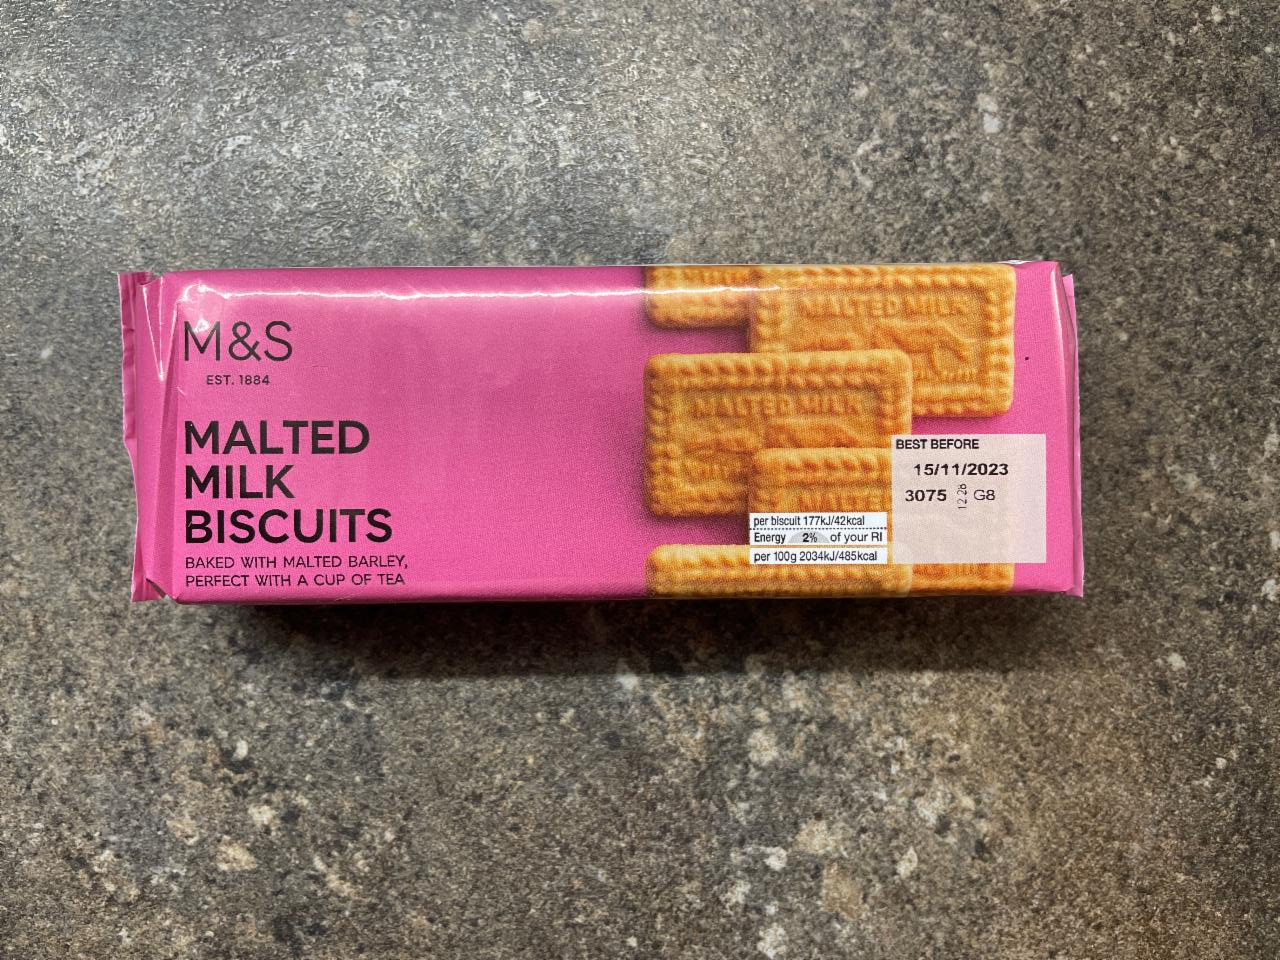 M&S
EST. 1884
MALTED
MILK
BISCUITS
BAKED WITH MALTED BARLEY,
PERFECT WITH A CUP OF TEA
MALTED MILK
MALTED MILK
MALTE
per biscuit 177kJ/42kcal
Energy 2% of your RI
per 100g 2034kJ/485kcal
BEST BEFORE
15/11/2023
3075 12:26 G8